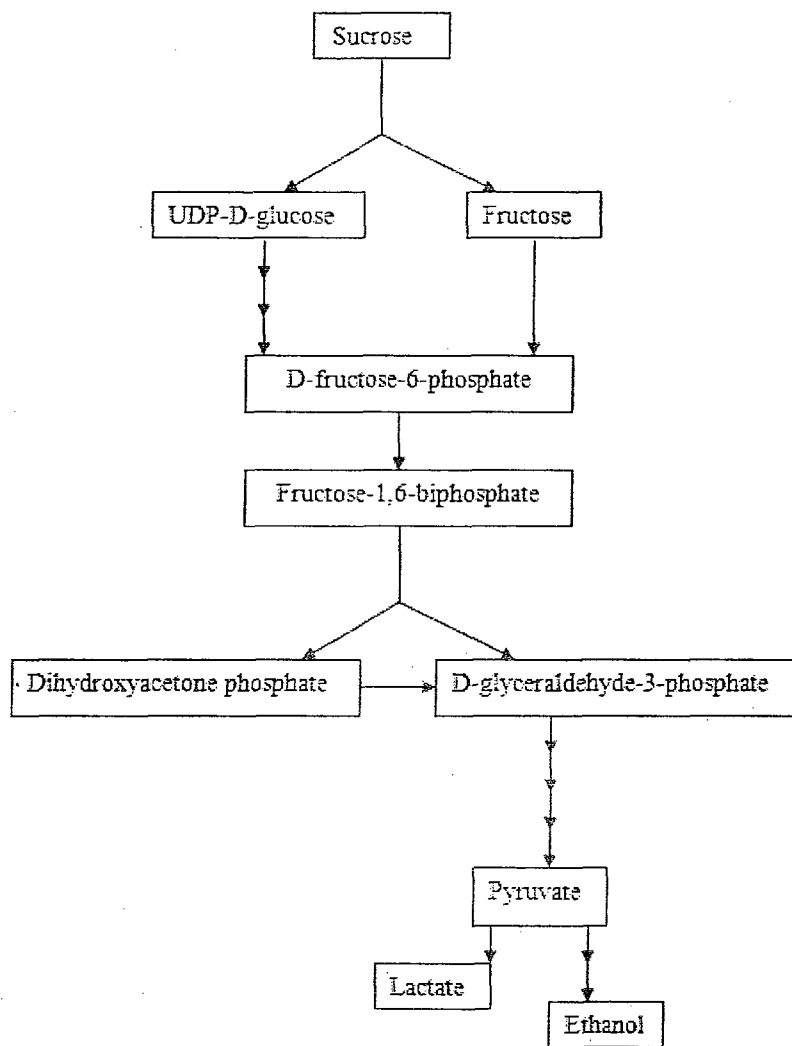 Sucrose
UDP-D-glucose
Fructose
D-fructose-6-phosphate
Fructose-1,6-biphosphate
Dihydroxyacetone phosphate
D-glyceraldehyde-3-phosphate
Pyruvate
Lactate
Ethanol